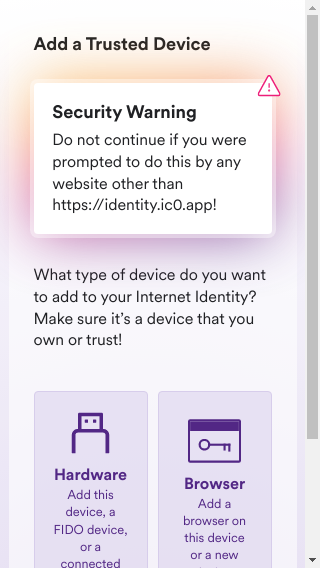 Add a Trusted Device
Security Warning
Do not continue if you were
prompted to do this by any
website other than
https://identity.ic0.app!
What type of device do you want
to add to your Internet Identity?
Make sure it’s a device that you
own or trust!
Hardware
Add this
device, a
FIDO device,
or a
connected
Browser
Add a
browser on
this device
or a new